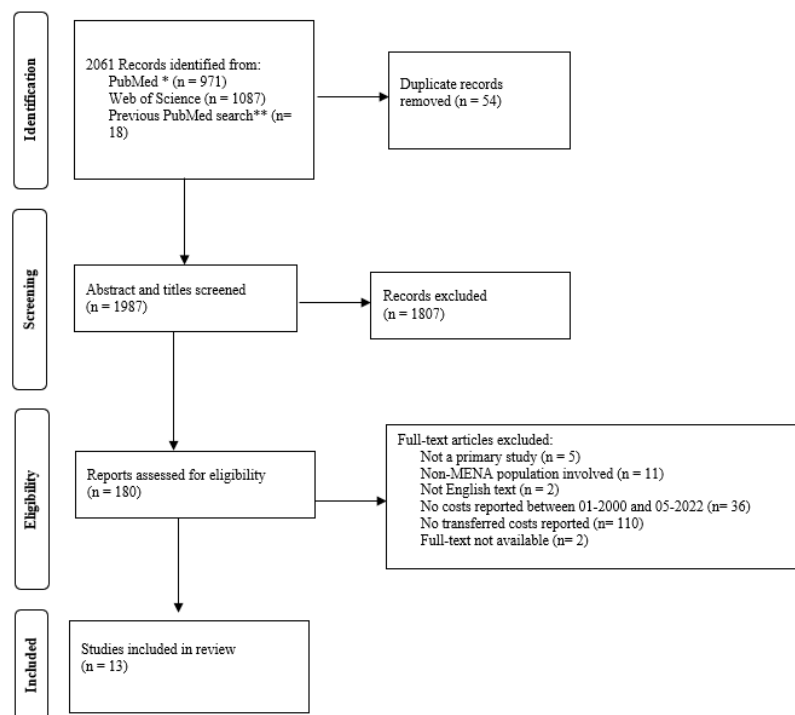 Identification
2061 Records identified from:
PubMed * (n = 971)
Web of Science (n = 1087)
Previous PubMed search** (n=
18)
Duplicate records
removed (n = 54)
Screening
Abstract and titles screened
(n = 1987)
Records excluded
(n = 1807)
Eligibility
Reports assessed for eligibility
(n = 180)
Full-text articles excluded:
Not a primary study (n = 5)
Non-MENA population involved (n = 11)
Not English text (n = 2)
No costs reported between 01-2000 and 05-2022 (n= 36)
No transferred costs reported (n= 110)
Full-text not available (n= 2)
Included
Studies included in review
(n = 13)